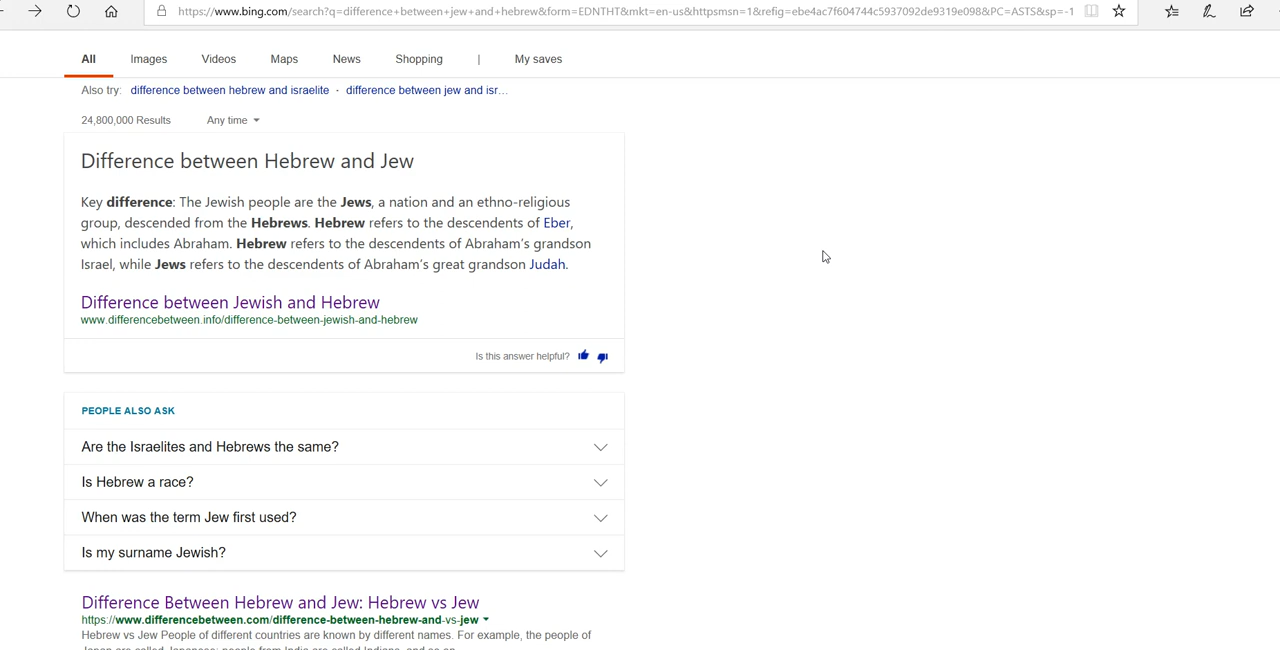 https://www.bing.com/search?q=difference+between+jew+and+hebrew&form=EDNTHT&mkt=en-us&httpsmsn=1&refig=ebe4ac7f604744c5937092de9319e098&PC=ASTS&sp=-1
All Images Videos Maps News Shopping | My saves
Also try: difference between hebrew and israelite · difference between jew and isr...
24,800,000 Results Any time
Difference between Hebrew and Jew
Key difference: The Jewish people are the Jews, a nation and an ethno-religious
group, descended from the Hebrews. Hebrew refers to the descendents of Eber,
which includes Abraham. Hebrew refers to the descendents of Abraham's grandson
Israel, while Jews refers to the descendents of Abraham's great grandson Judah.
Difference between Jewish and Hebrew
www.differencebetween.info/difference-between-jewish-and-hebrew
Is this answer helpful?
PEOPLE ALSO ASK
Are the Israelites and Hebrews the same?
Is Hebrew a race?
When was the term Jew first used?
Is my surname Jewish?
Difference Between Hebrew and Jew: Hebrew vs Jew
https://www.differencebetween.com/difference-between-hebrew-and-vs-jew
Hebrew vs Jew People of different countries are known by different names. For example, the people of